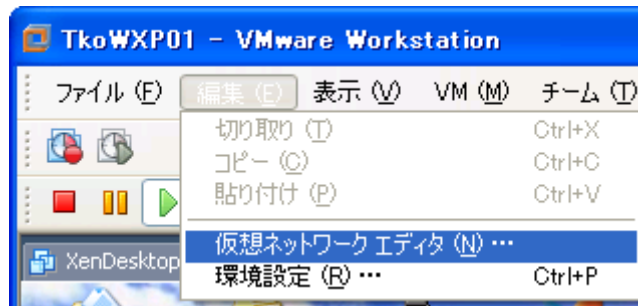 TkoWXP01 - VMware Workstation
ファイル (F) 編集 (E) 表示 (V) VM (M) チーム (T)
切り取り (T) Ctrl+X
コピー (C) Ctrl+C
貼り付け (P) Ctrl+V
仮想ネットワーク エディタ (N) ...
環境設定 (R) ... Ctrl+P
XenDesktop